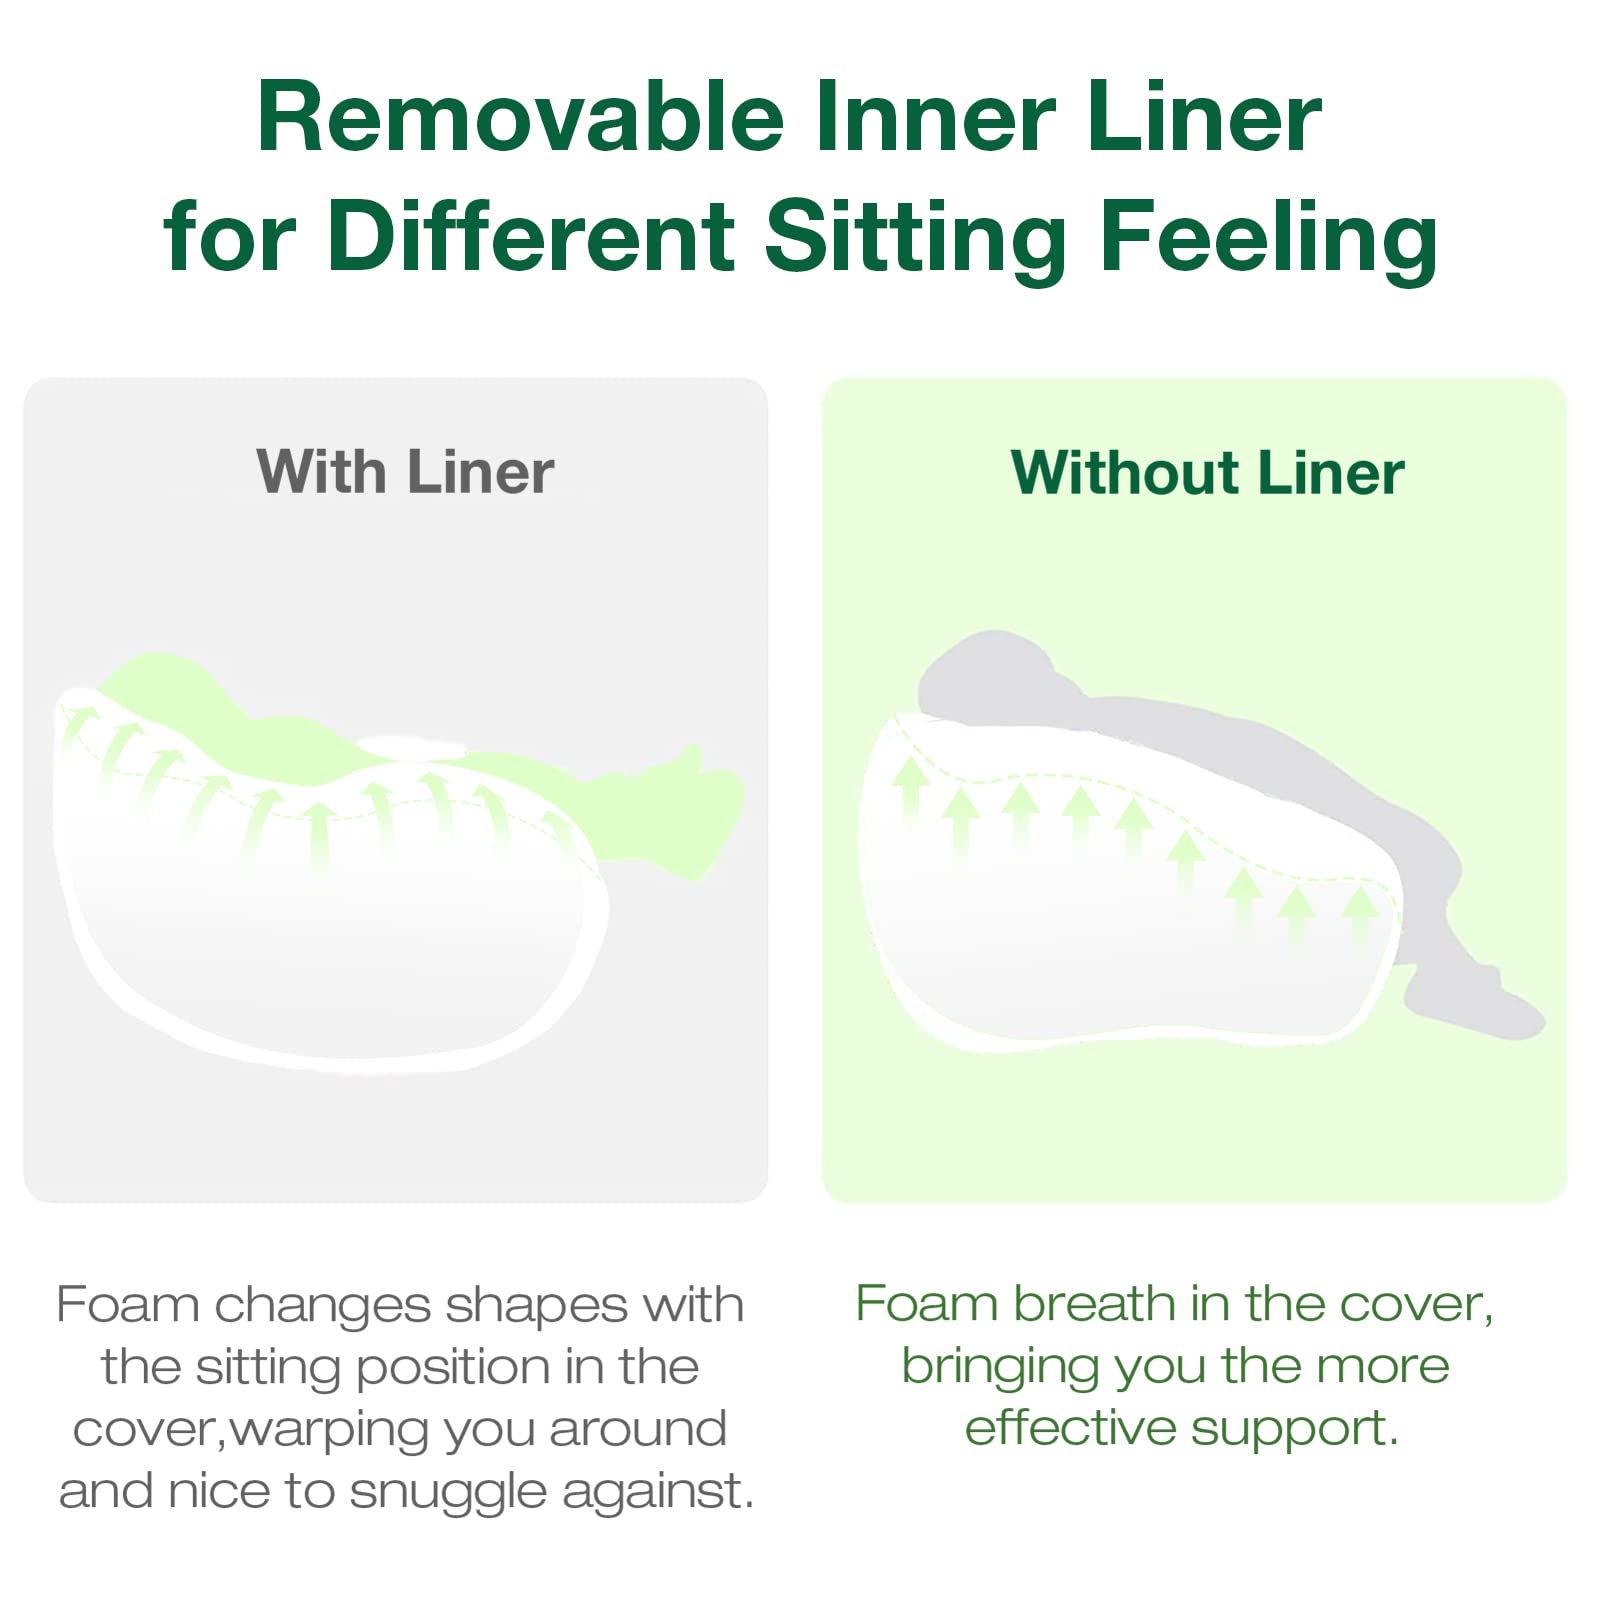 Removable Inner Liner
for Different Sitting Feeling
With Liner
Without Liner
Foam changes shapes with
the sitting position in the
cover,warping you around
and nice to snuggle against.
Foam breath in the cover,
bringing you the more
effective support.